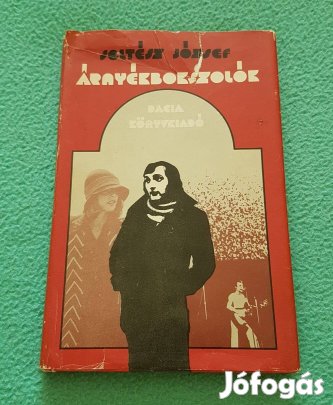 SOLTÉSZ JÓZSEF
ÁRNYÉKBOKSZOLÓK
DACIA
KÖNYVKIADÓ
Jófogás